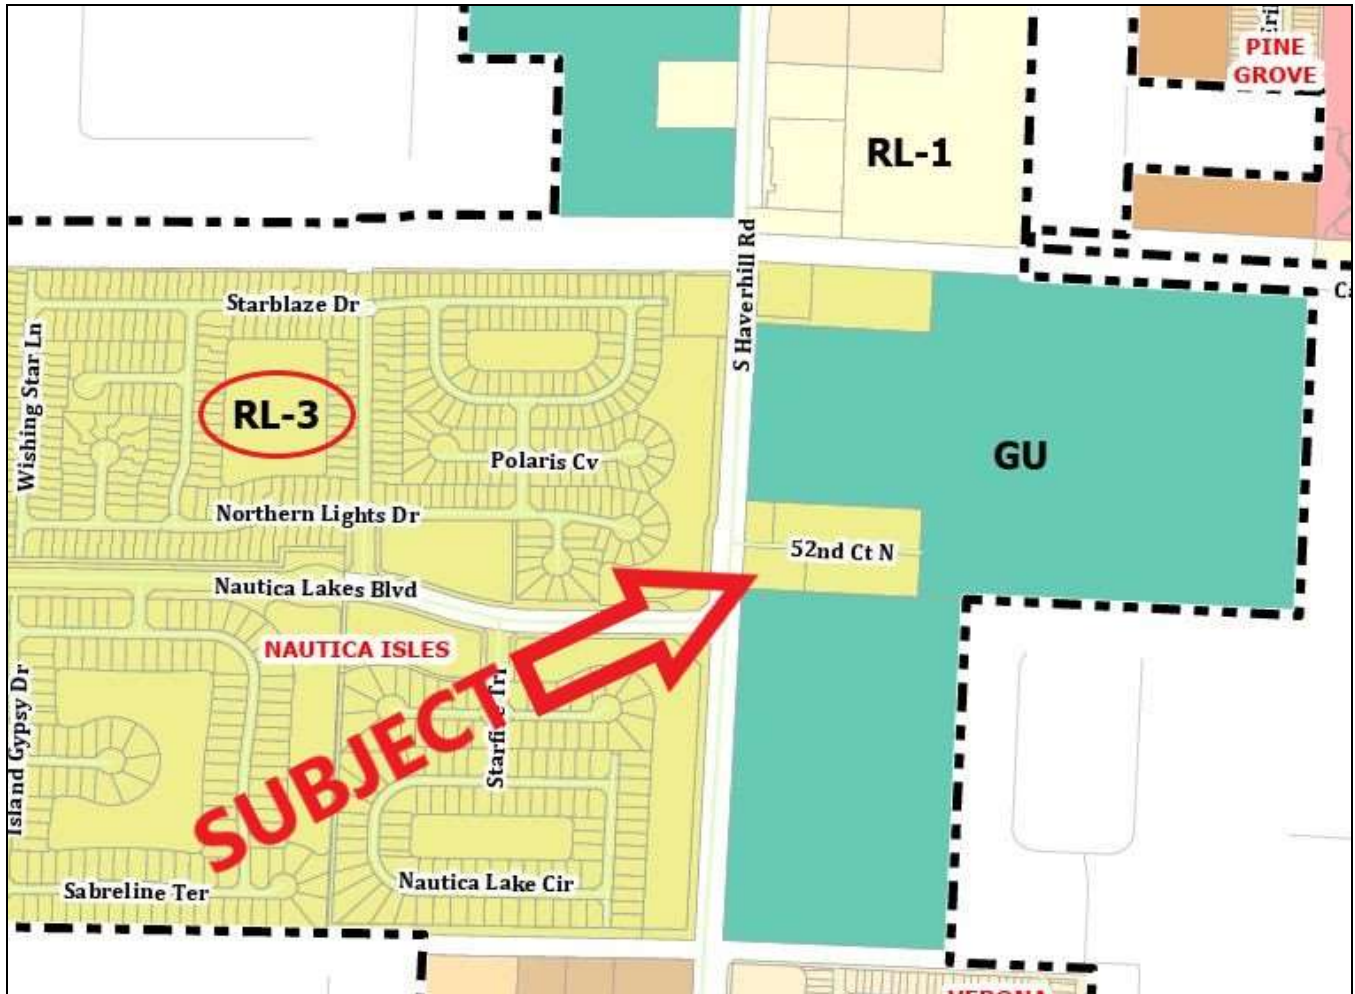 PINE
GROVE
RL-1
S Haverhill Rd
Starblaze Dr
Wishing Star Ln
RL-3
Polaris Cv
GU
Northern Lights Dr
52nd Ct N
Nautica Lakes Blvd
NAUTICA ISLES
SUBJECT
Island Gypsy Dr
Nautica Lake Cir
Sabreline Ter
VERONA